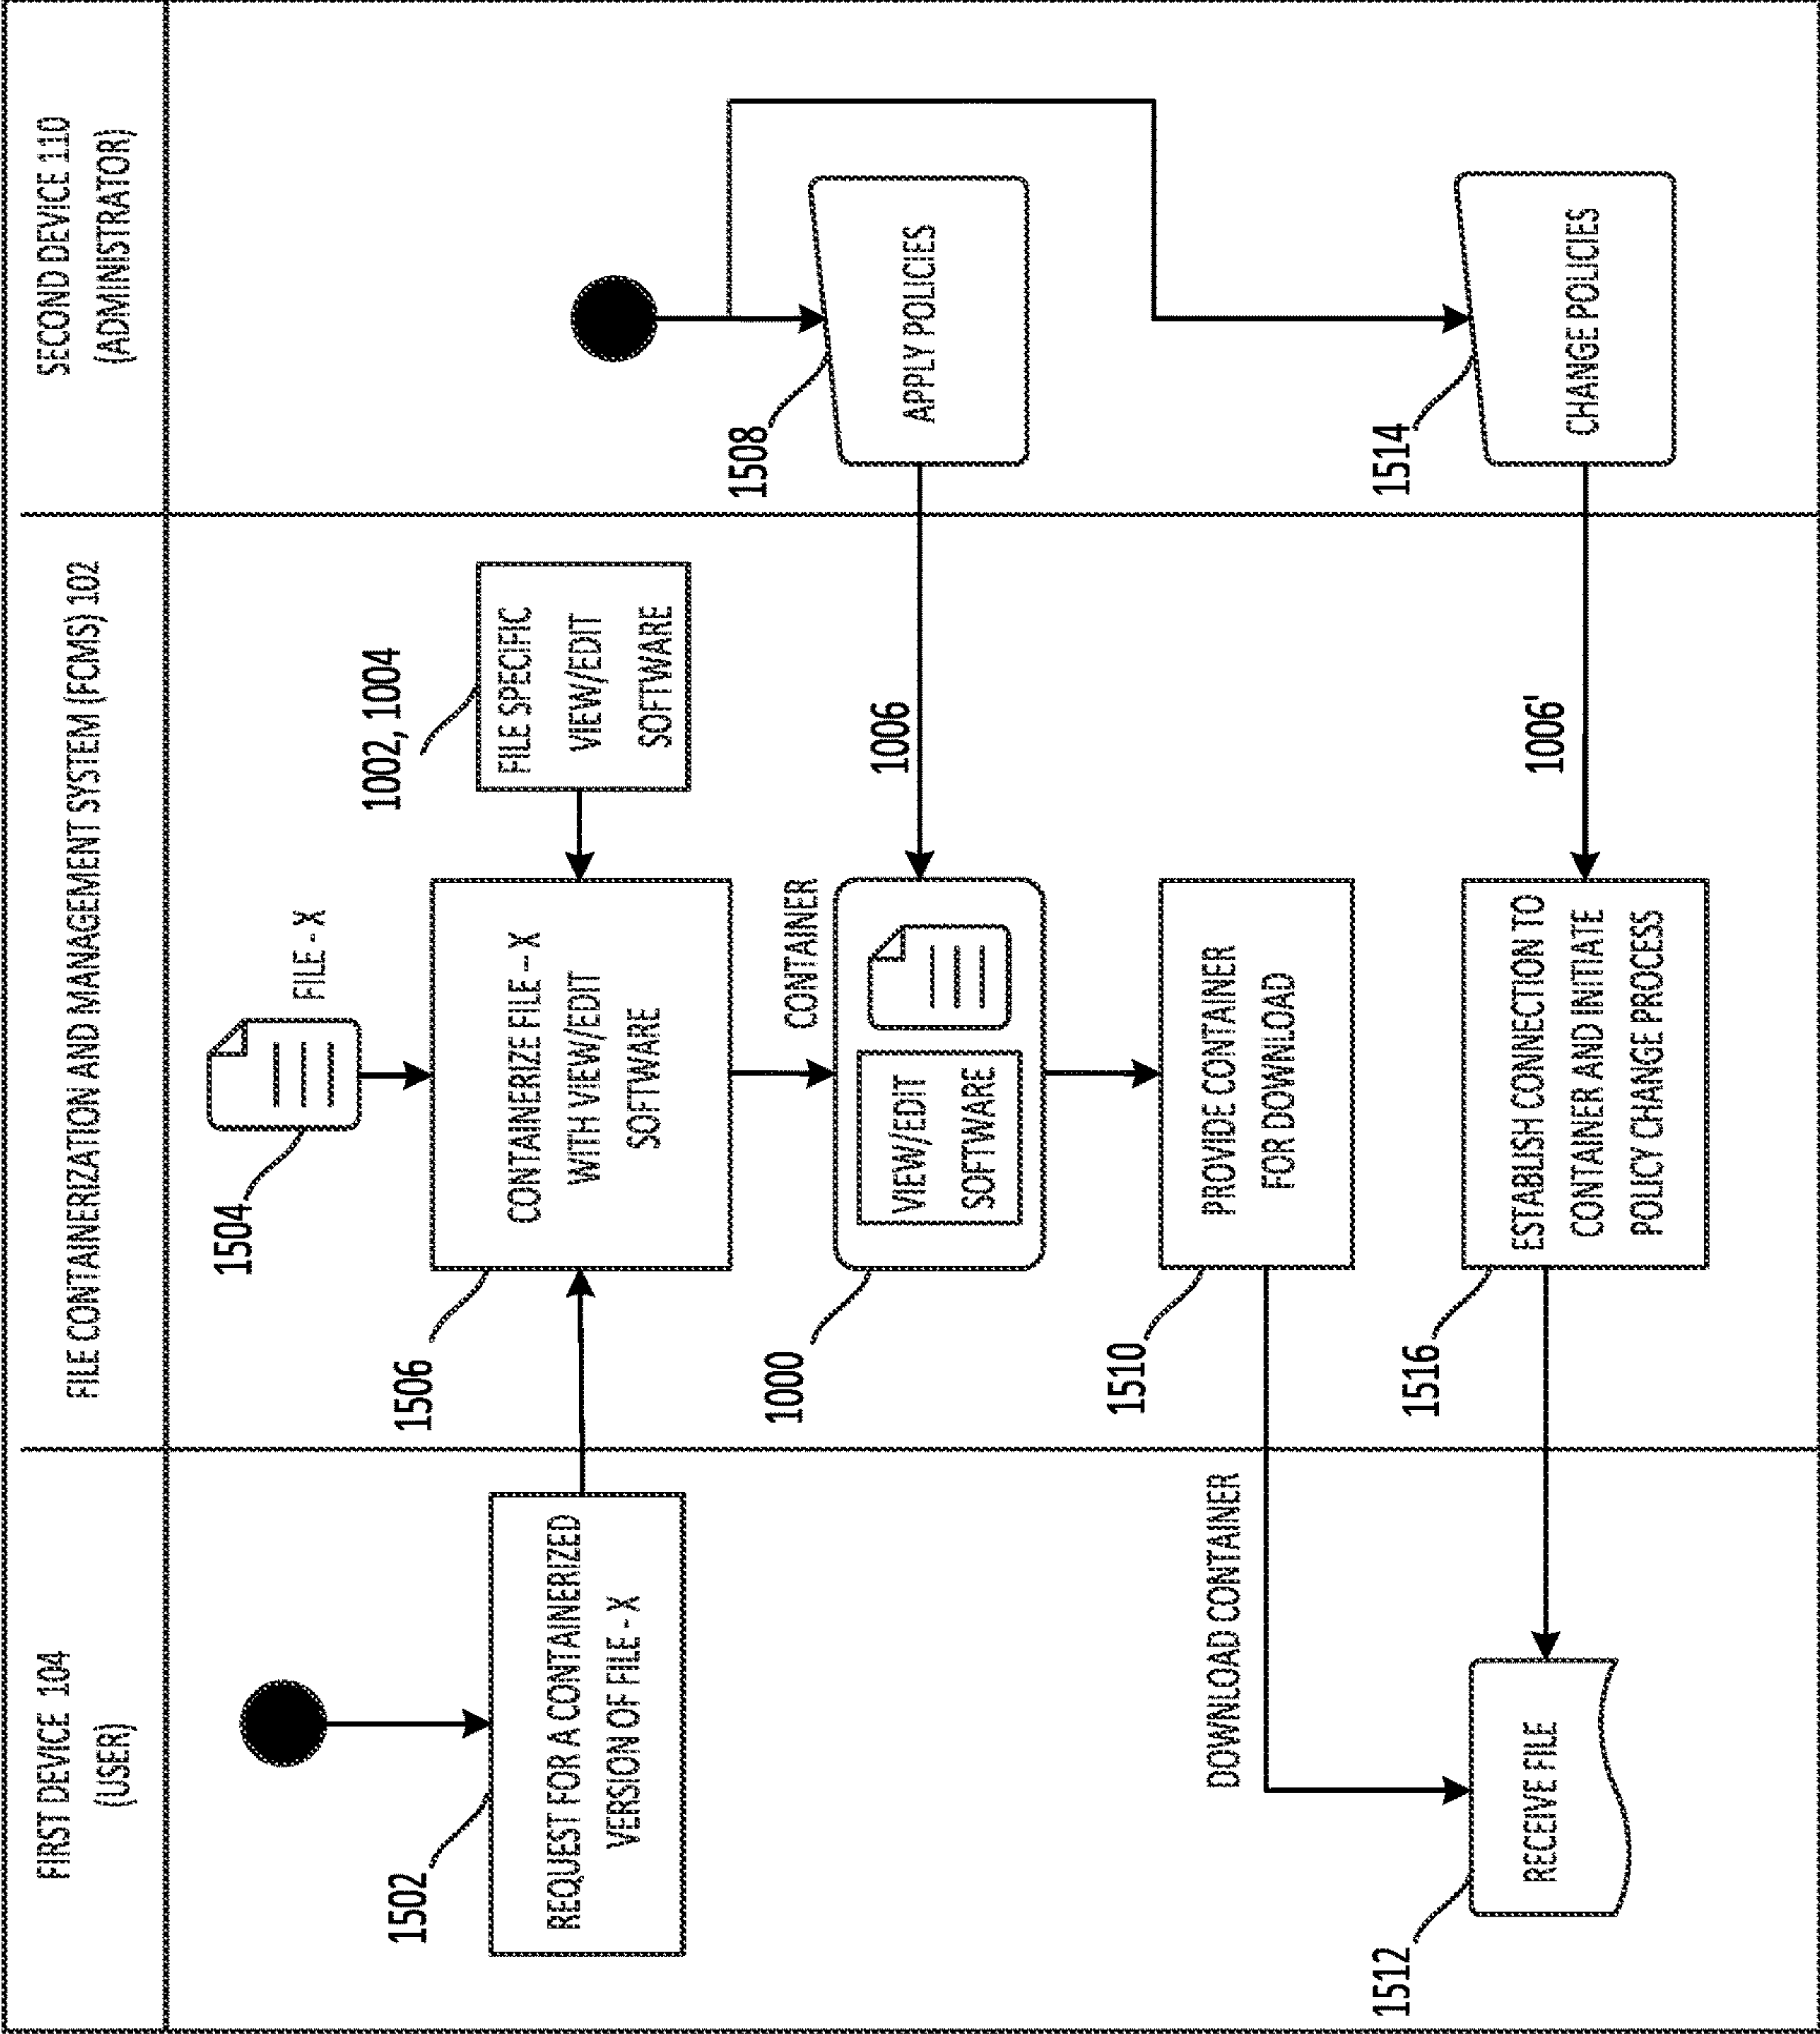 FIRST DEVICE 104
(USER)
FILE CONTAINERIZATION AND MANAGEMENT SYSTEM (FCMS) 102
SECOND DEVICE 110
(ADMINISTRATOR)
1504
FILE - X
1002, 1004
FILE SPECIFIC
VIEW/EDIT
SOFTWARE
1502
REQUEST FOR A CONTAINERIZED
VERSION OF FILE - X
1506
CONTAINERIZE FILE – X
WITH VIEW/EDIT
SOFTWARE
1508
APPLY POLICIES
1006
CONTAINER
1000
VIEW/EDIT
SOFTWARE
1510
PROVIDE CONTAINER
FOR DOWNLOAD
DOWNLOAD CONTAINER
1512
RECEIVE FILE
1516
ESTABLISH CONNECTION TO
CONTAINER AND INITIATE
POLICY CHANGE PROCESS
1006'
1514
CHANGE POLICIES